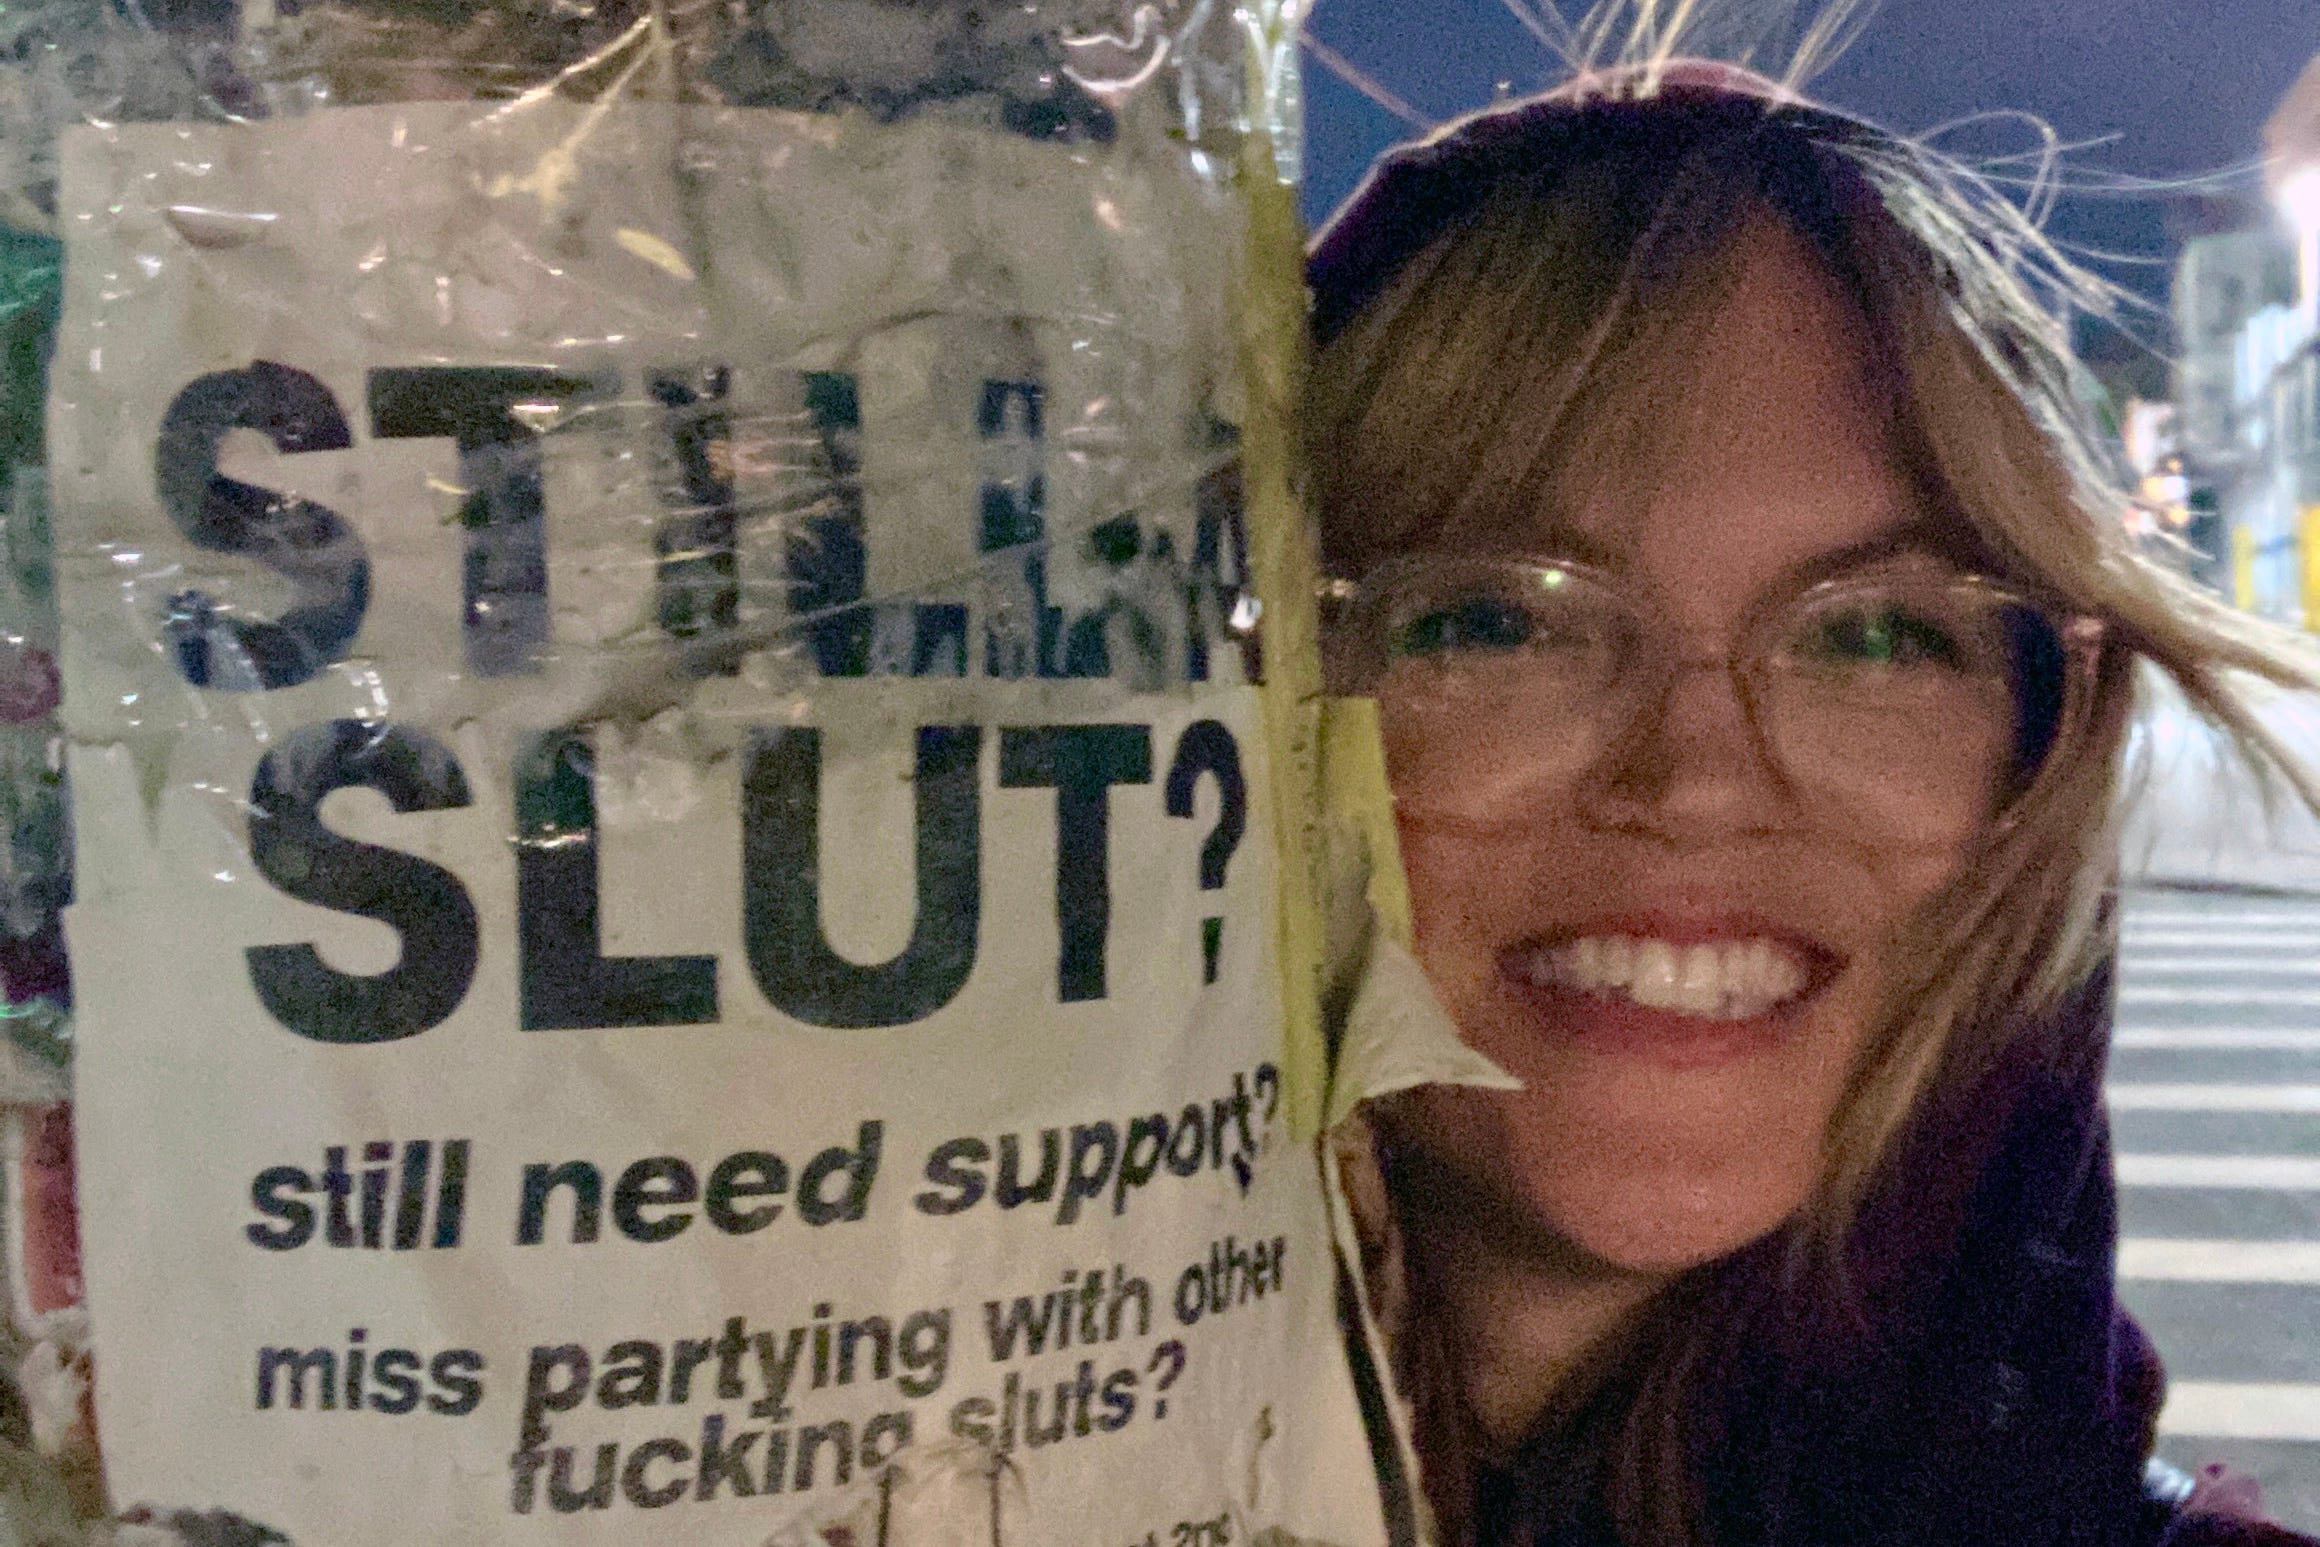 STILL A
SLUT?
still need support?
miss partying with other
fucking sluts?